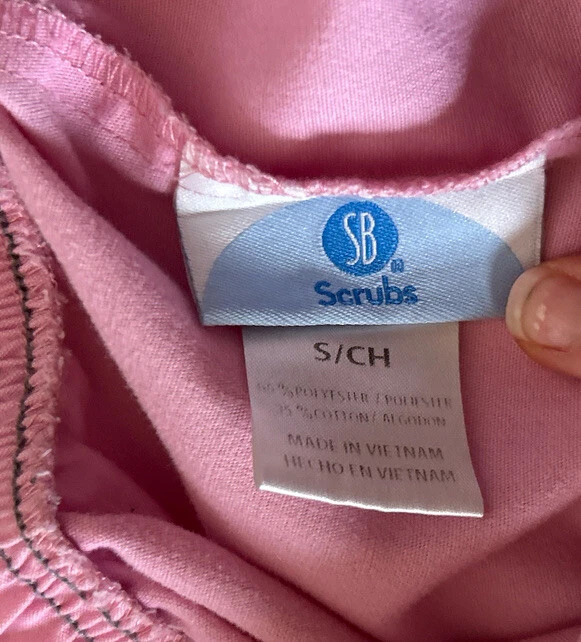 SB
Scrubs
S/CH
65 %POLYESTER / POLIESTER
35 %COTTON / ALGODON
MADE IN VIETNAM
HECHO EN VIETNAM